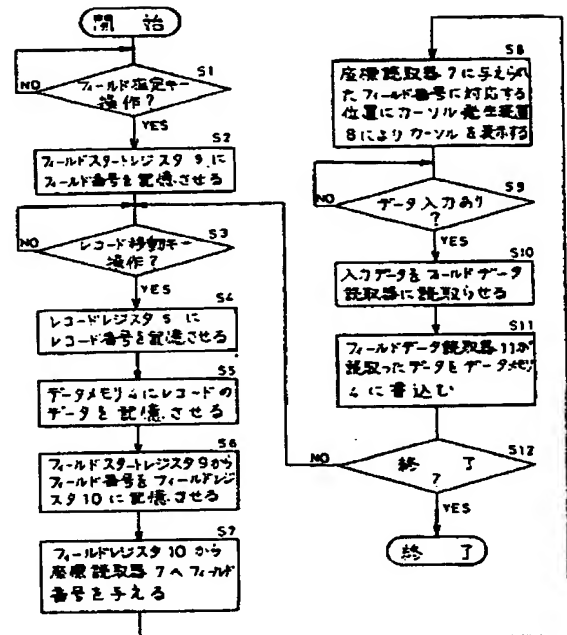 開 始
S1
フィールド指定キー
操作?
NO
YES
S2
フィールドスタートレジスタ 9 に
フィールド番号を記憶させる
S3
レコード移動キー
操作?
NO
YES
S4
レコードレジスタ 5 に
レコード番号を記憶させる
S5
データメモリ4にレコードの
データを記憶させる
S6
フィールドスタートレジスタ9から
フィールド番号をフィールドレジ
スタ10に記憶させる
S7
フィールドレジスタ10から
座標読取器7へフィールド
番号を与える
S8
座標読取器7に与えられ
たフィールド番号に対応する
位置にカーソル発生装置
8によりカーソルを表示する
S9
データ入力あり
?
NO
YES
S10
入力データをフィールドデータ
読取器に読取らせる
S11
フィールドデータ読取器11が
読取ったデータをデータメモリ
4に書込む
S12
終 了
?
NO
YES
終 了